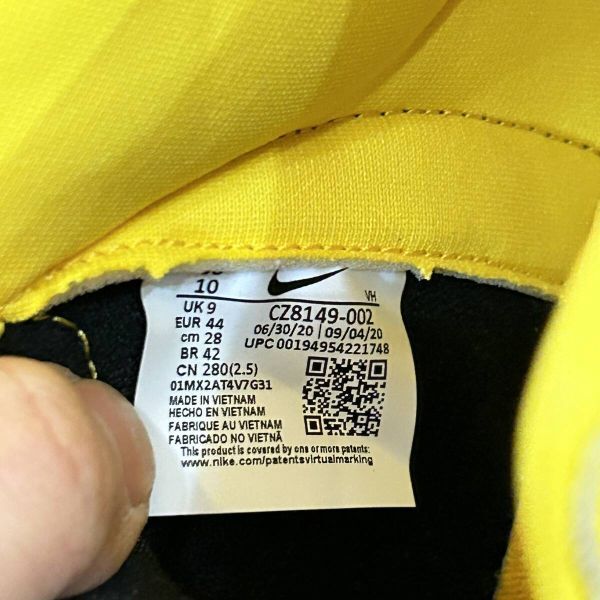 10
VH
UK 9
CZ8149-002
EUR 44
06/30/20 | 09/04/20
cm 28
UPC 00194954221748
BR 42
CN 280(2.5)
01MX2AT4V7G31
MADE IN VIETNAM
HECHO EN VIETNAM
FABRIQUE AU VIETNAM
FABRICADO NO VIETNÃ
This product is covered by one or more patents:
www.nike.com/patentsvirtualmarking